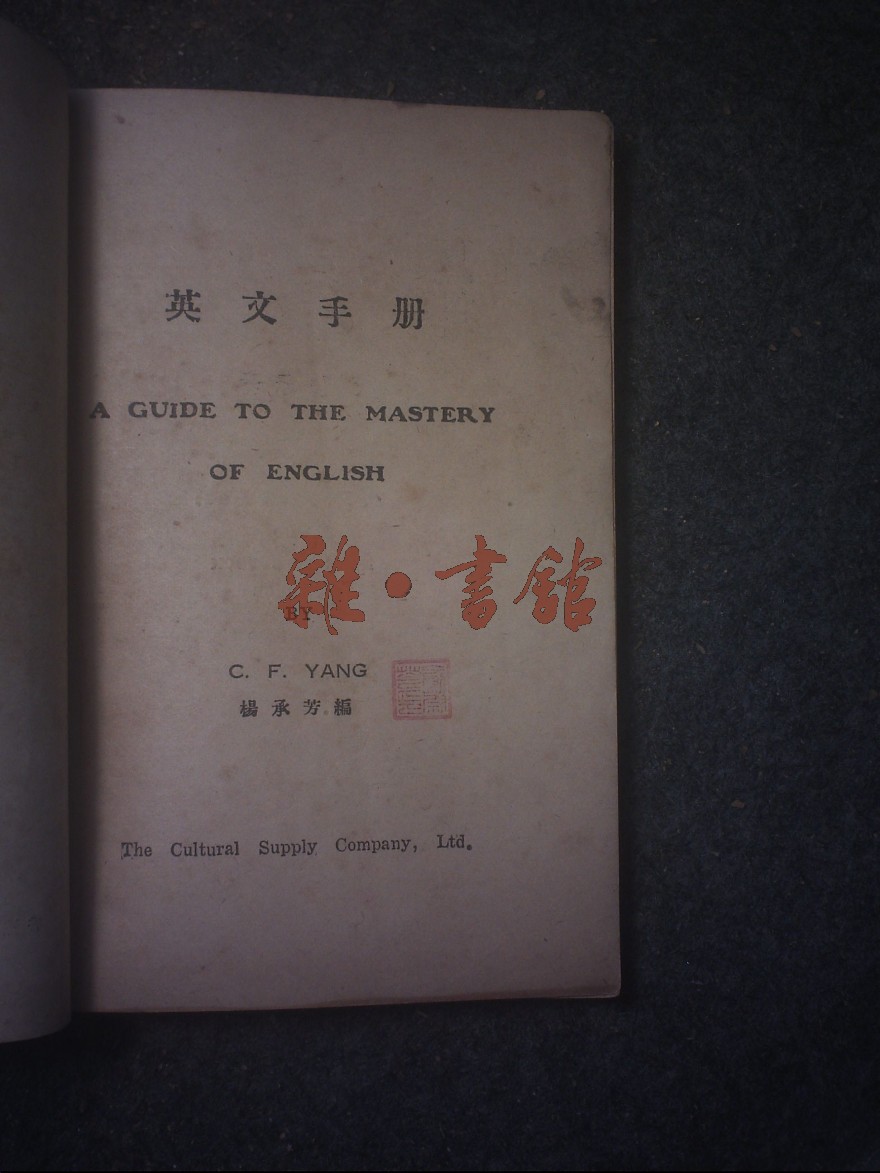 英文手册
A GUIDE TO THE MASTERY
OF ENGLISH
雜·書館
BY
C. F. YANG
楊承芳編
The Cultural Supply Company, Ltd.